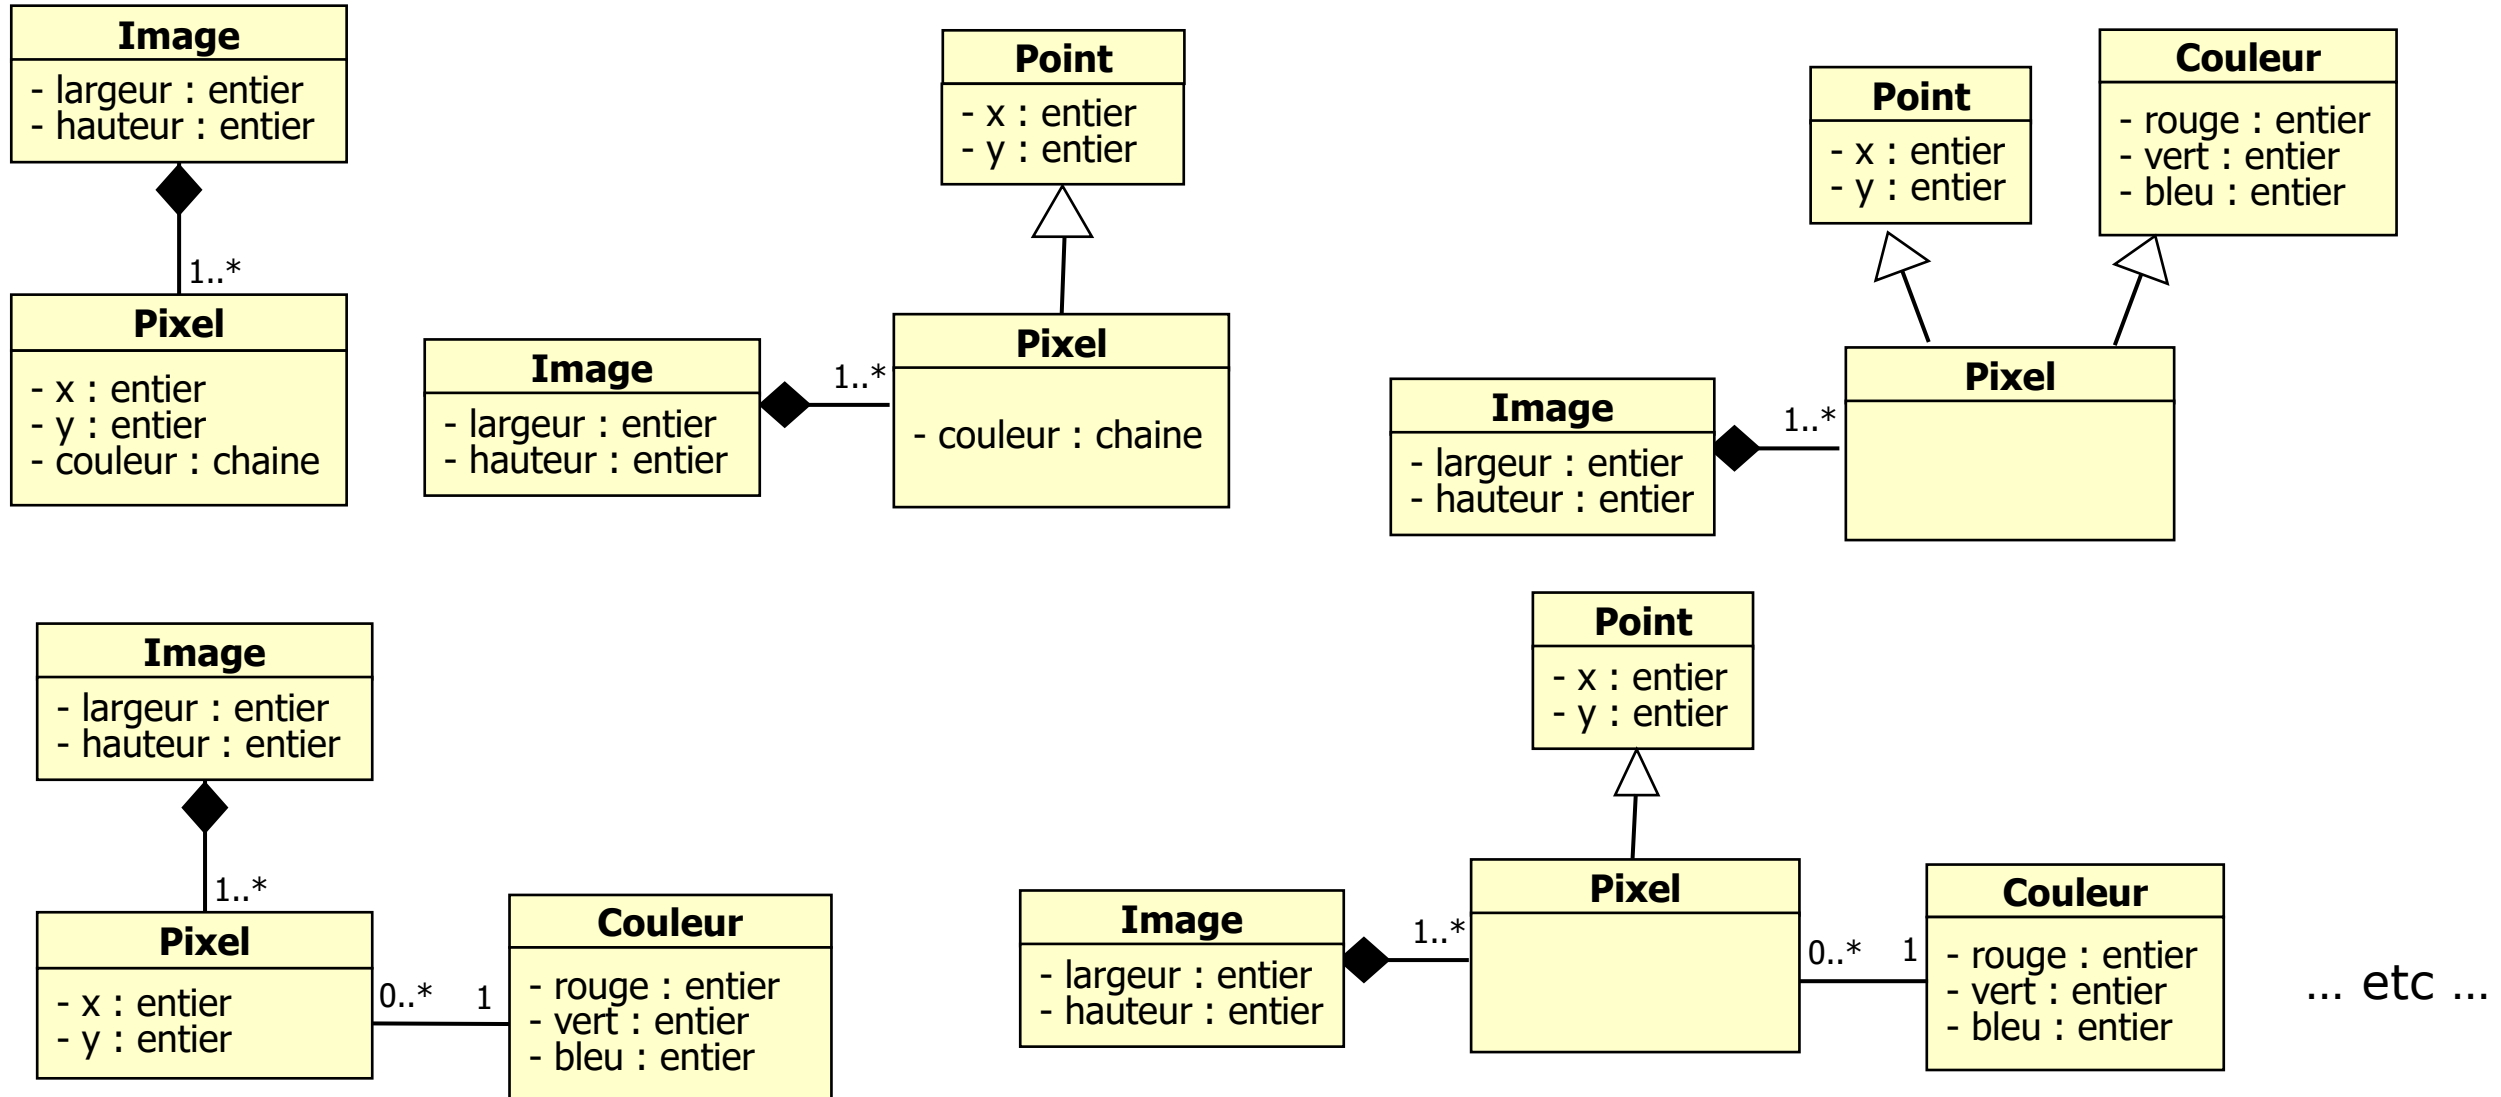 Image
- largeur : entier
- hauteur : entier
1..*
Pixel
- x : entier
- y : entier
- couleur : chaine
Point
- x : entier
- y : entier
Image
- largeur : entier
- hauteur : entier
1..*
Pixel
- couleur : chaine
Point
- x : entier
- y : entier
Couleur
- rouge : entier
- vert : entier
- bleu : entier
Image
- largeur : entier
- hauteur : entier
1..*
Pixel
Image
- largeur : entier
- hauteur : entier
1..*
Pixel
- x : entier
- y : entier
0..*
1
Couleur
- rouge : entier
- vert : entier
- bleu : entier
Point
- x : entier
- y : entier
Image
- largeur : entier
- hauteur : entier
1..*
Pixel
0..*
1
Couleur
- rouge : entier
- vert : entier
- bleu : entier
... etc ...